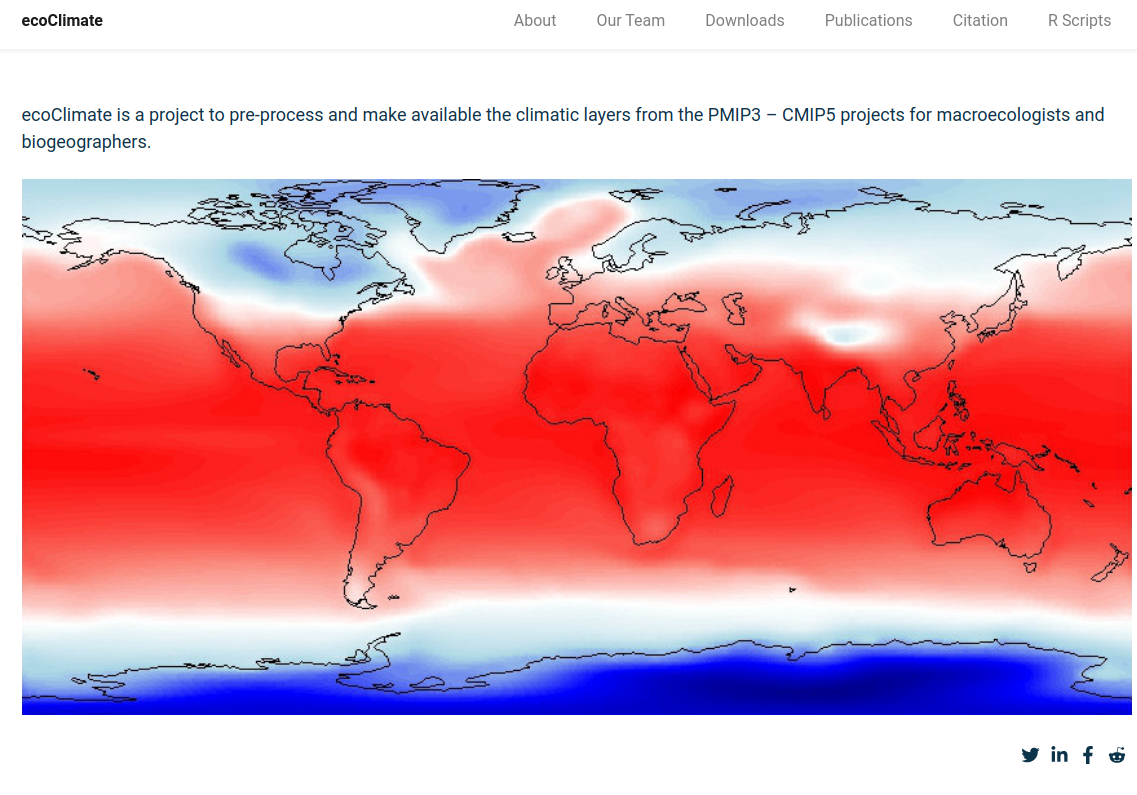 ecoClimate
About
Our Team
Downloads
Publications
Citation
R Scripts
ecoClimate is a project to pre-process and make available the climatic layers from the PMIP3 – CMIP5 projects for macroecologists and
biogeographers.